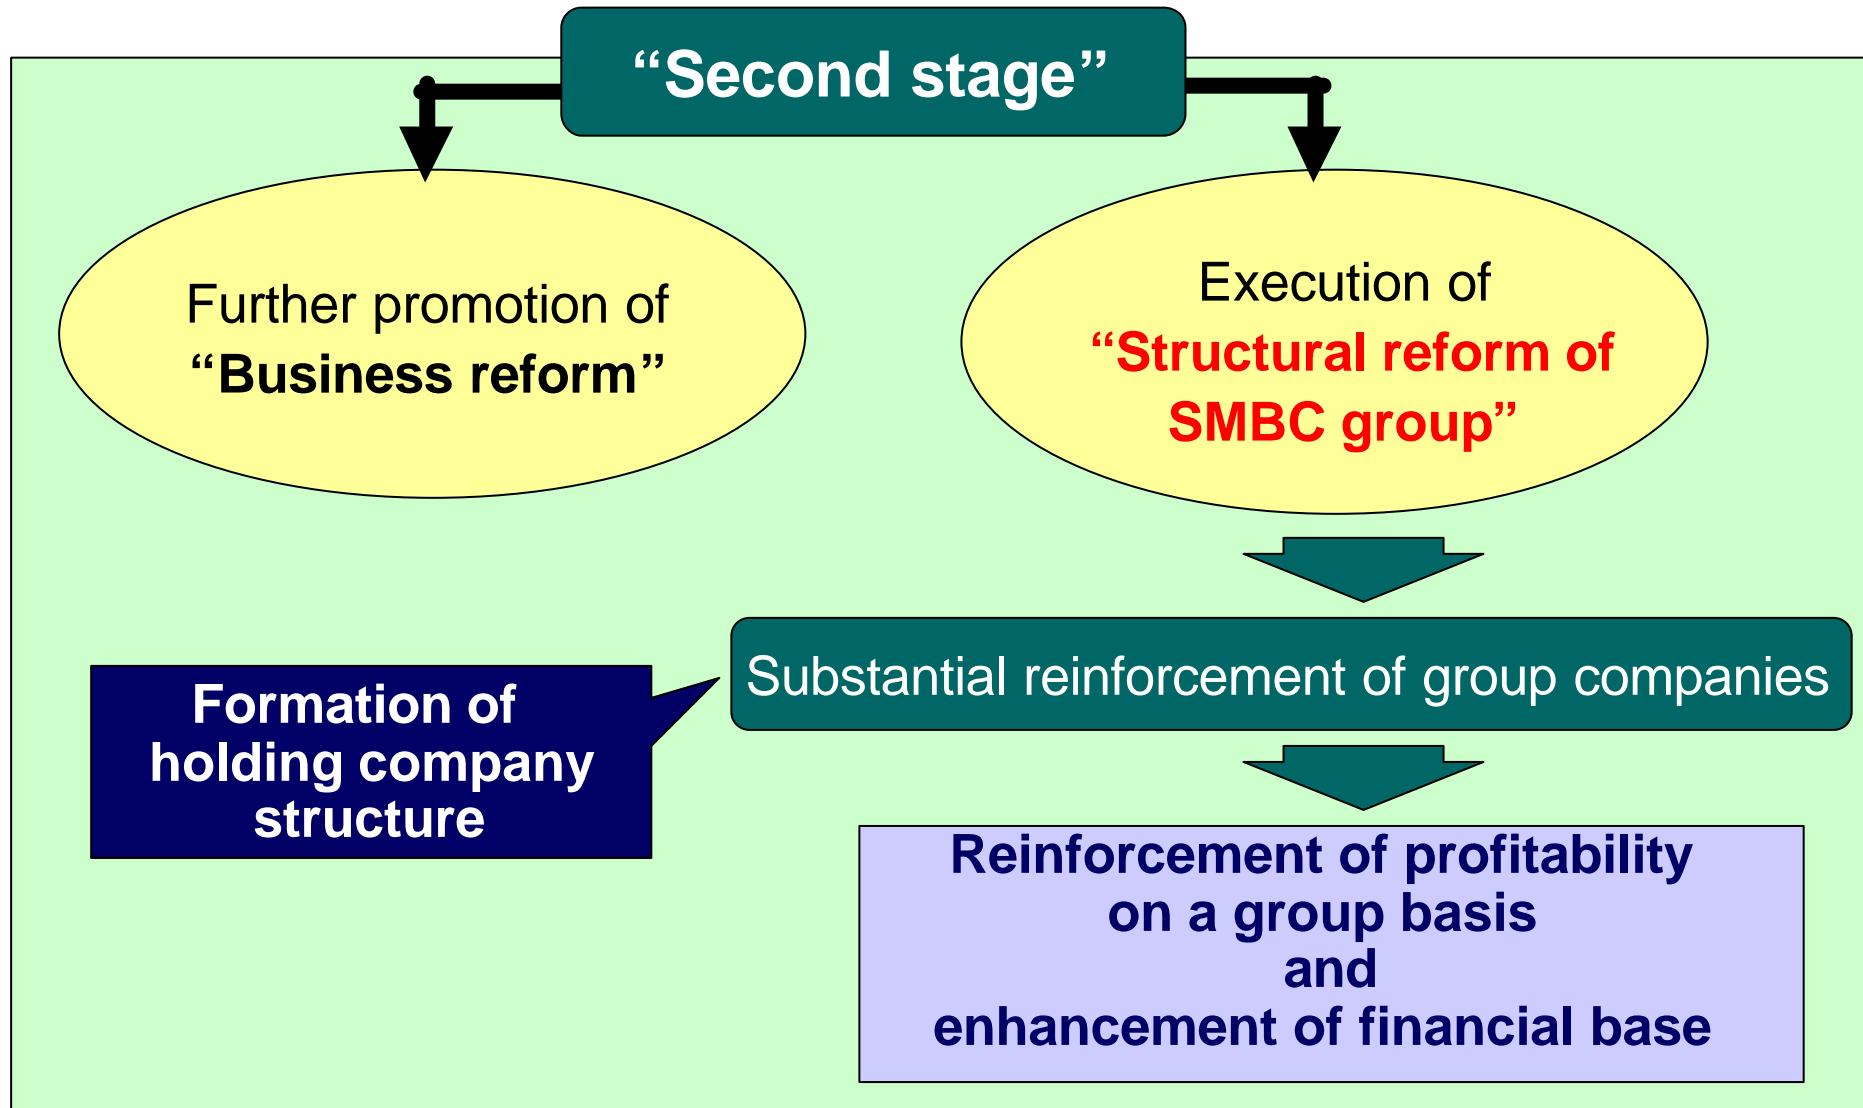 “Second stage”
Further promotion of
“Business reform”
Execution of
“Structural reform of
SMBC group”
Substantial reinforcement of group companies
Formation of
holding company
structure
Reinforcement of profitability
on a group basis
and
enhancement of financial base